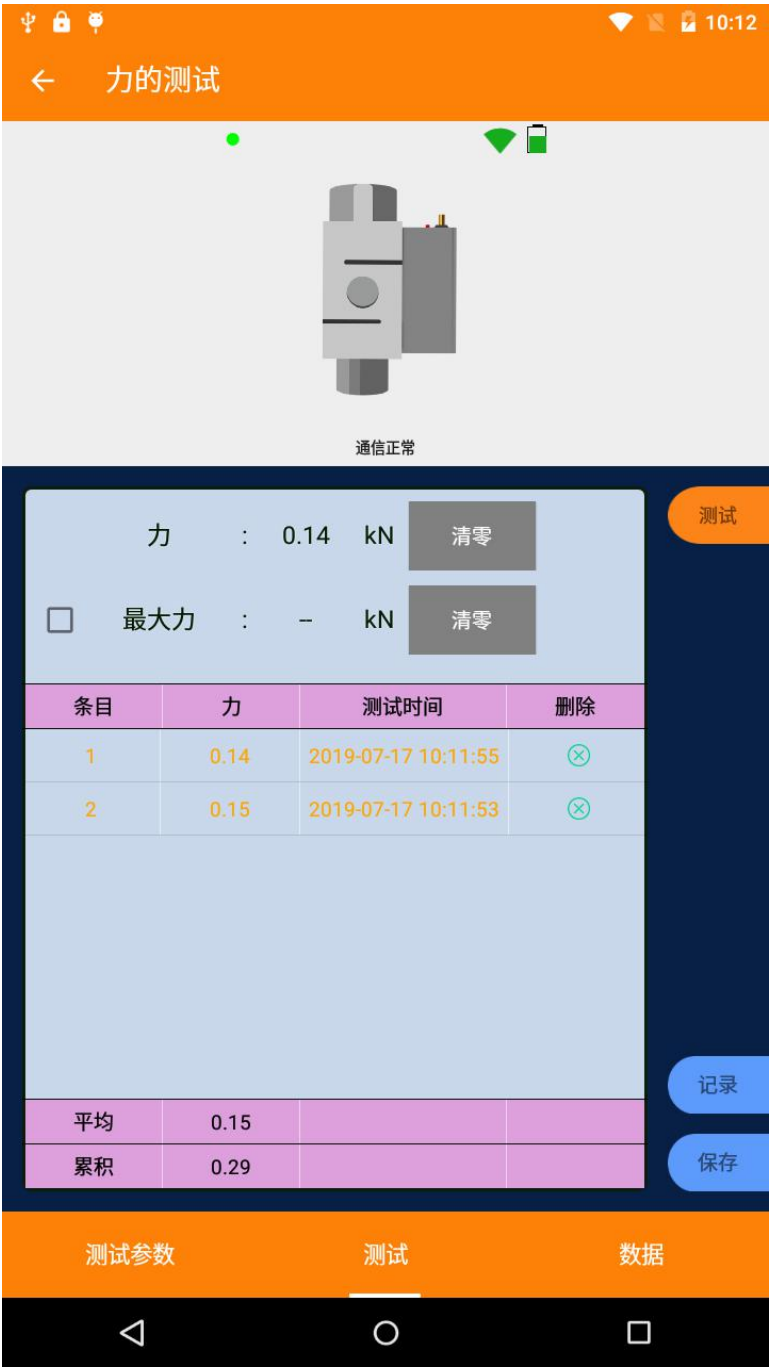 10:12
力的测试
通信正常
力 : 0.14 kN 清零
测试
最大力 : – kN 清零
条目 力 测试时间 删除
1 0.14 2019-07-17 10:11:55
2 0.15 2019-07-17 10:11:53
记录
平均 0.15
累积 0.29
保存
测试参数 测试 数据